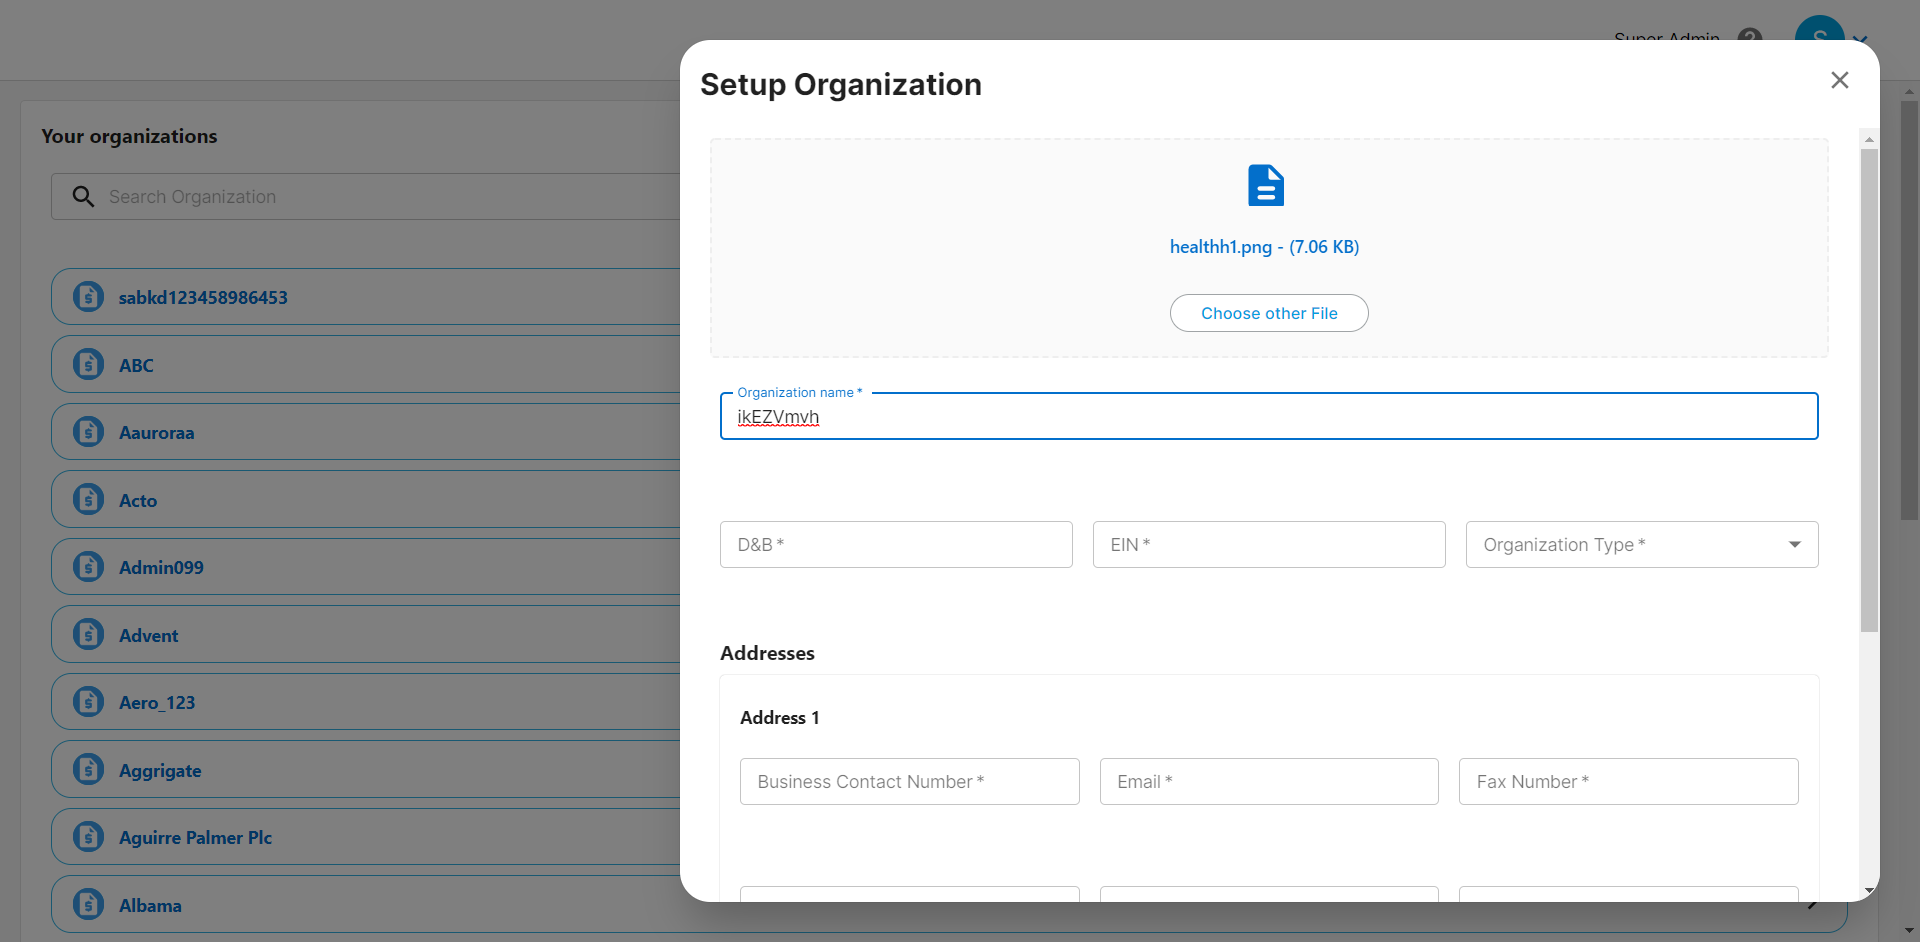 Super Admin
S
Setup Organization
Your organizations
Search Organization
sabkd123458986453
ABC
Aauroraa
Acto
Admin099
Advent
Aero_123
Aggrigate
Aguirre Palmer Plc
Albama
healthh1.png - (7.06 KB)
Choose other File
Organization name *
ikEZVmvh
D&B *
EIN *
Organization Type *
Addresses
Address 1
Business Contact Number *
Email *
Fax Number *